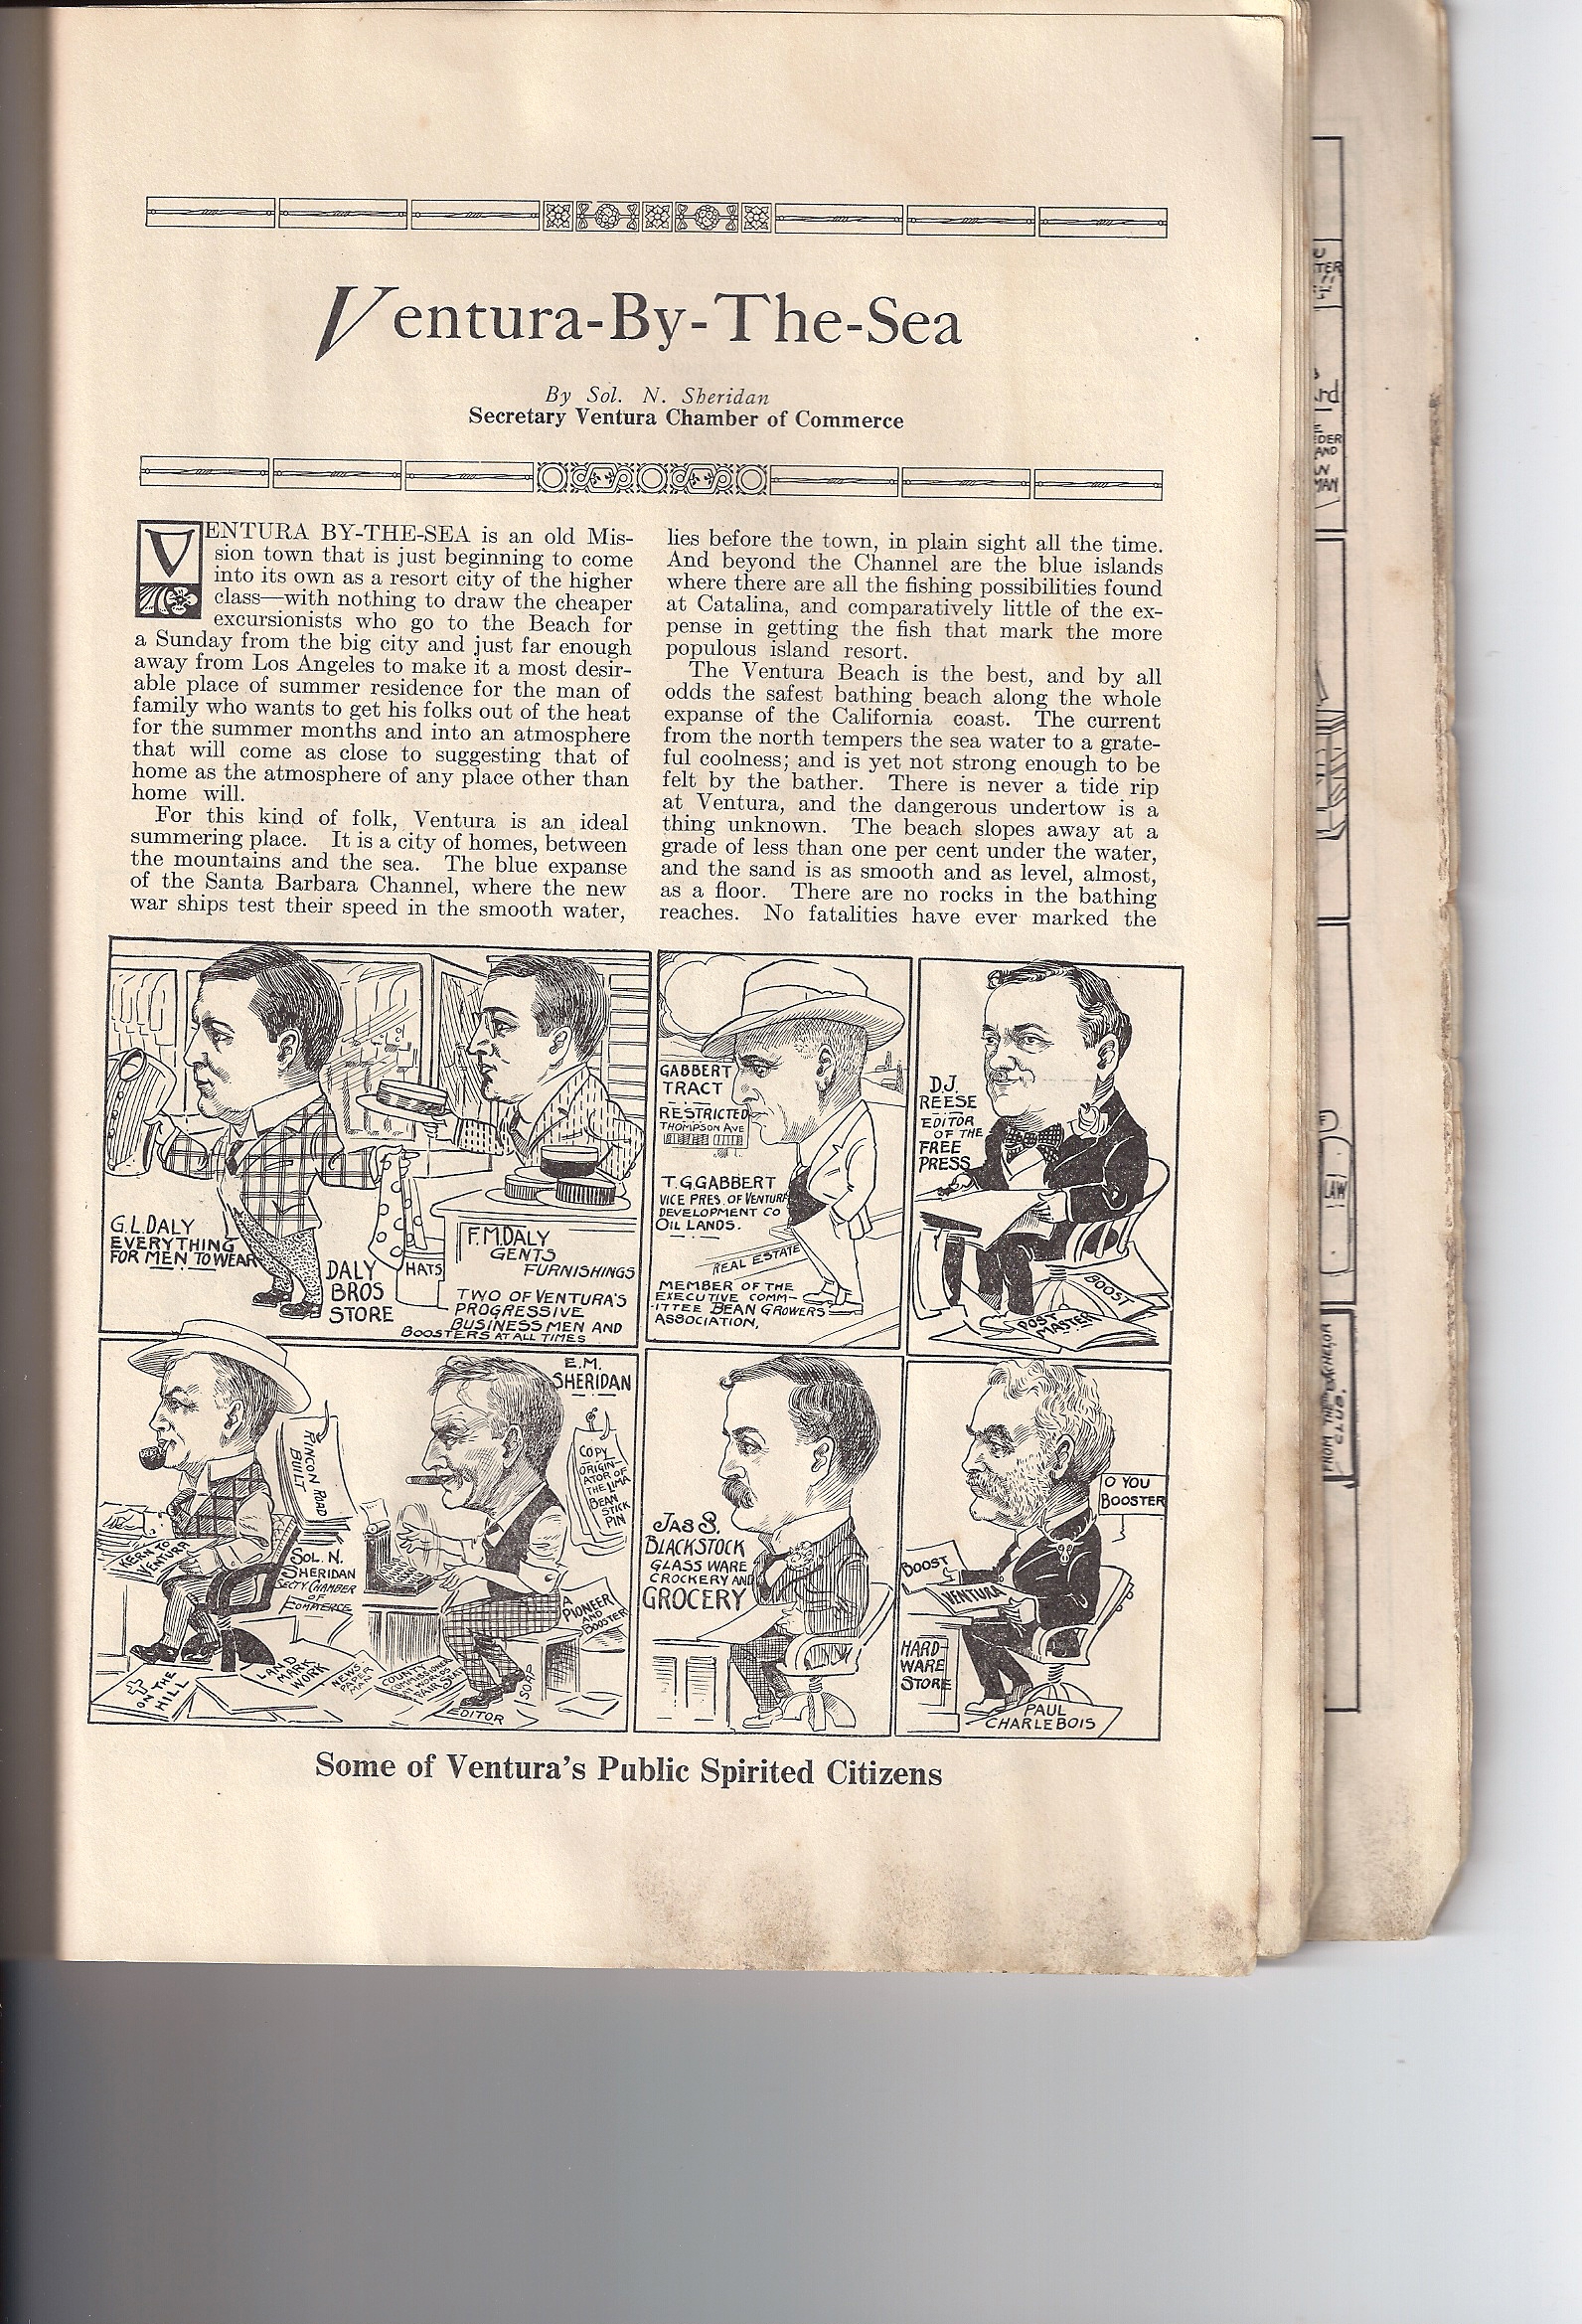 Ventura-By-The-Sea
By Sol. N. Sheridan
Secretary Ventura Chamber of Commerce
VENTURA BY-THE-SEA is an old Mis-
sion town that is just beginning to come
into its own as a resort city of the higher
class—with nothing to draw the cheaper
excursionists who go to the Beach for
a Sunday from the big city and just far enough
away from Los Angeles to make it a most desir-
able place of summer residence for the man of
family who wants to get his folks out of the heat
for the summer months and into an atmosphere
that will come as close to suggesting that of
home as the atmosphere of any place other than
home will.
For this kind of folk, Ventura is an ideal
summering place. It is a city of homes, between
the mountains and the sea. The blue expanse
of the Santa Barbara Channel, where the new
war ships test their speed in the smooth water,
lies before the town, in plain sight all the time.
And beyond the Channel are the blue islands
where there are all the fishing possibilities found
at Catalina, and comparatively little of the ex-
pense in getting the fish that mark the more
populous island resort.
The Ventura Beach is the best, and by all
odds the safest bathing beach along the whole
expanse of the California coast. The current
from the north tempers the sea water to a grate-
ful coolness; and is yet not strong enough to be
felt by the bather. There is never a tide rip
at Ventura, and the dangerous undertow is a
thing unknown. The beach slopes away at a
grade of less than one per cent under the water,
and the sand is as smooth and as level, almost,
as a floor. There are no rocks in the bathing
reaches. No fatalities have ever marked the
G.L. DALY
EVERYTHING
FOR MEN TO WEAR
DALY
BROS
STORE
HATS
F.M. DALY
GENTS
FURNISHINGS
TWO OF VENTURA'S
PROGRESSIVE
BUSINESS MEN AND
BOOSTERS AT ALL TIMES
GABBERT
TRACT
RESTRICTED
THOMPSON AVE
T.G. GABBERT
VICE PRES. OF VENTURA
DEVELOPMENT CO
OIL LANDS.
REAL ESTATE
MEMBER OF THE
EXECUTIVE COMM-
ITTEE BEAN GROWERS
ASSOCIATION.
D.J.
REESE
EDITOR
OF THE
FREE
PRESS
BOOST
POST
MASTER
RINCON ROAD
BUILT
KERN TO
VENTURA
SOL. N.
SHERIDAN
SECTY. CHAMBER
OF
COMMERCE
ON THE
HILL
LAND
MARK
WORK
E.M.
SHERIDAN
COPY
ORIGIN-
ATOR OF
THE LIMA
BEAN
STICK
PIN
A
PIONEER
AND
BOOSTER
NEWS
PAPER
MAN
COUNTY
COMMISSIONER
WORLDS
FAIR SEAT
EDITOR
SOAP
JAS S.
BLACKSTOCK
GLASS WARE
CROCKERY AND
GROCERY
O YOU
BOOSTER
BOOST
VENTURA
HARD-
WARE
STORE
PAUL
CHARLEBOIS
Some of Ventura's Public Spirited Citizens
LAW
FROM THE BACHELOR
CLUB.